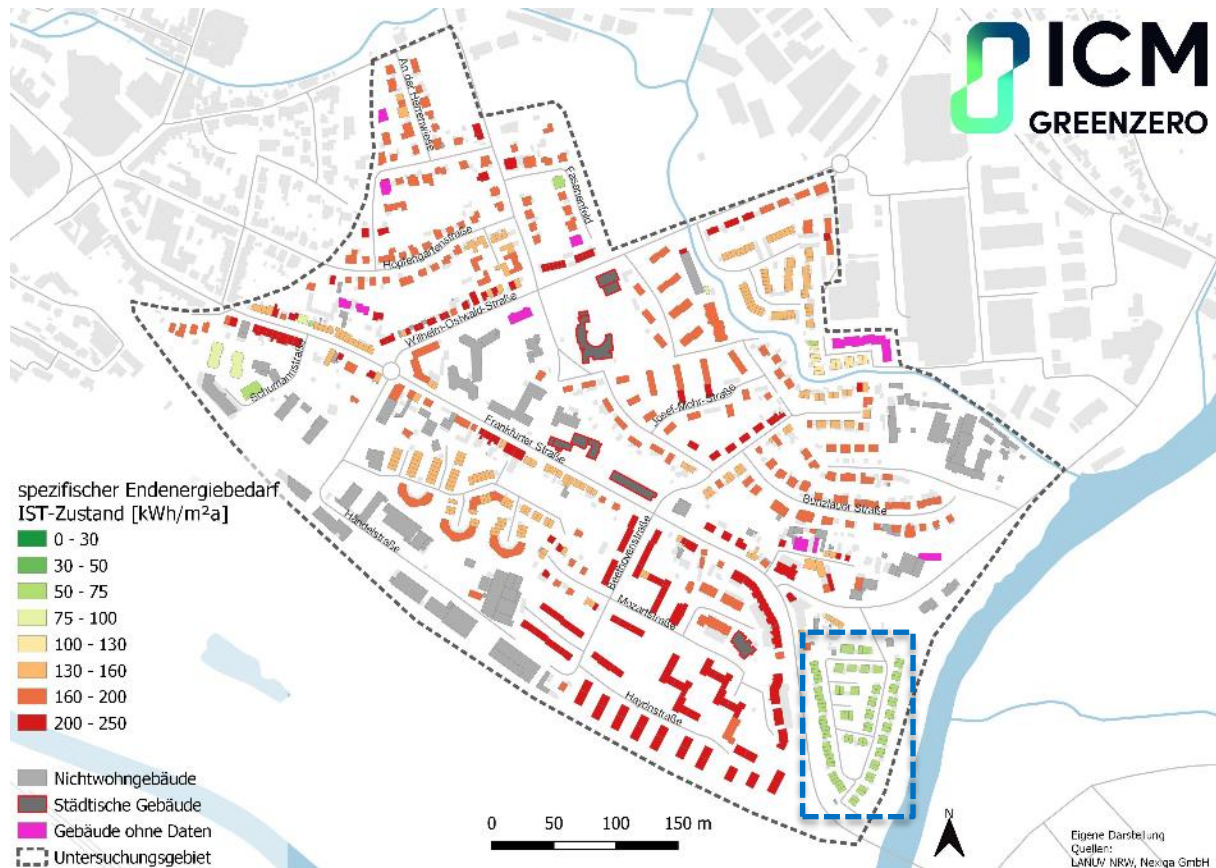 ICM
GREENZERO
An der Herrenwiese
Fasanenfeld
Hopfengartenstraße
Wilhelm-Ostwald-Straße
Schumannstraße
Josef-Mohr-Straße
Frankfurter Straße
Bunzlauer Straße
Händelstraße
Beethovenstraße
Mozartstraße
Haydnstraße
spezifischer Endenergiebedarf
IST-Zustand [kWh/m²a]
0 - 30
30 - 50
50 - 75
75 - 100
100 - 130
130 - 160
160 - 200
200 - 250
Nichtwohngebäude
Städtische Gebäude
Gebäude ohne Daten
Untersuchungsgebiet
0 50 100 150 m
N
Eigene Darstellung
Quellen:
LANUV NRW, Nexiga GmbH